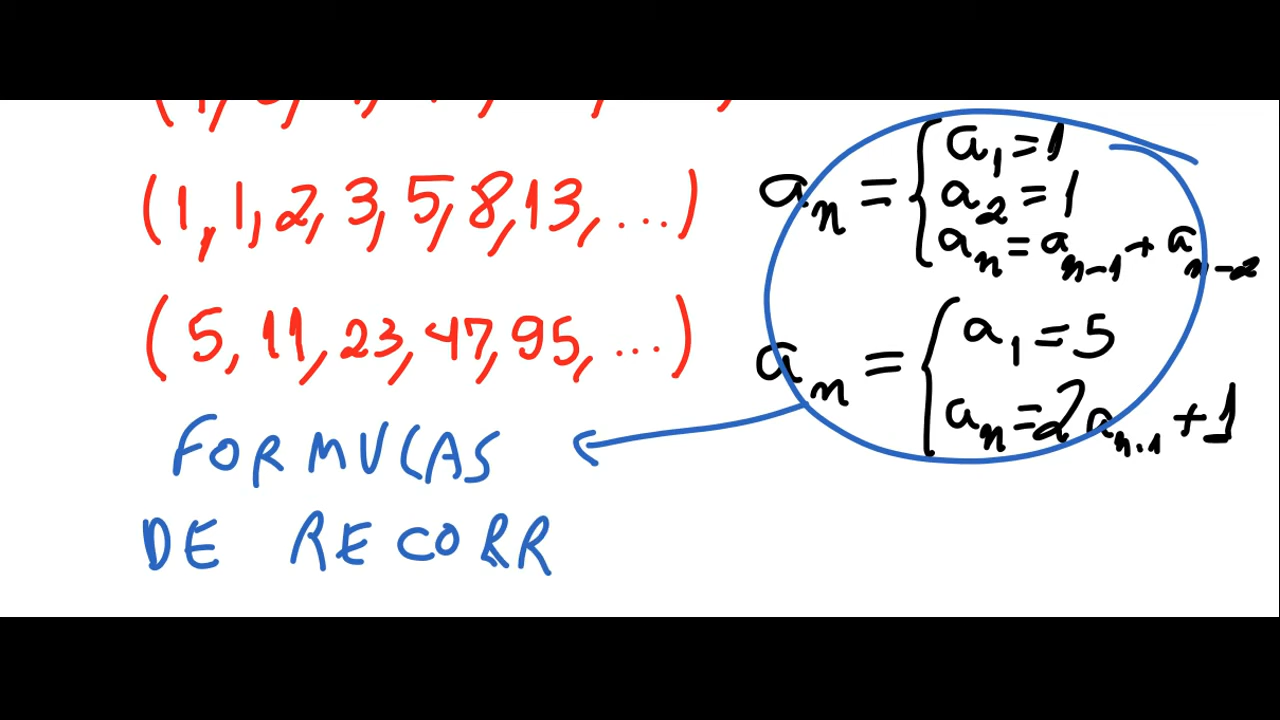 (1, 1, 2, 3, 5, 8, 13, ...)
aₙ = { a₁ = 1
a₂ = 1
aₙ = aₙ₋₁ + aₙ₋₂
(5, 11, 23, 47, 95, ...)
aₙ = { a₁ = 5
aₙ = 2aₙ₋₁ + 1
FORMULAS
DE RECORR